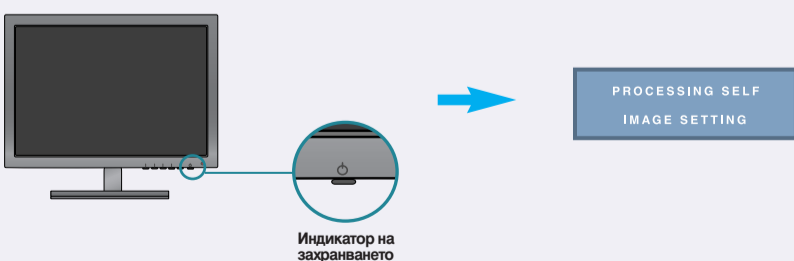 PROCESSING SELF
IMAGE SETTING
Индикатор на
захранването